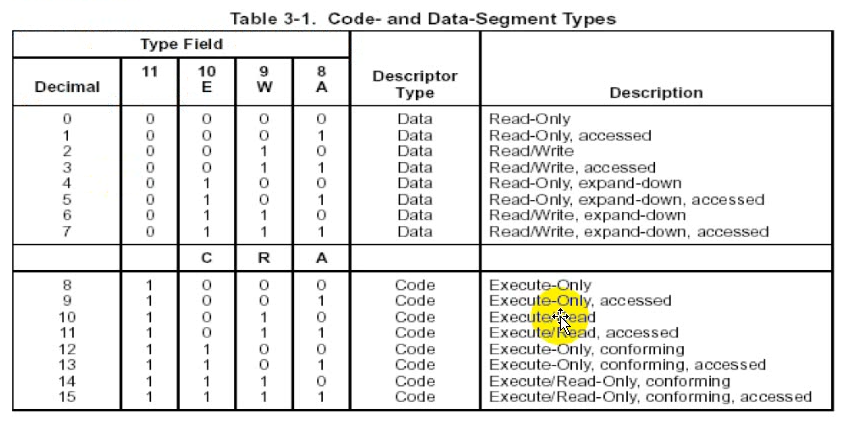 Table 3-1. Code- and Data-Segment Types
Type Field Descriptor Type Description
Decimal 11 10 E 9 W 8 A
0 0 0 0 0 Data Read-Only
1 0 0 0 1 Data Read-Only, accessed
2 0 0 1 0 Data Read/Write
3 0 0 1 1 Data Read/Write, accessed
4 0 1 0 0 Data Read-Only, expand-down
5 0 1 0 1 Data Read-Only, expand-down, accessed
6 0 1 1 0 Data Read/Write, expand-down
7 0 1 1 1 Data Read/Write, expand-down, accessed
C R A
8 1 0 0 0 Code Execute-Only
9 1 0 0 1 Code Execute-Only, accessed
10 1 0 1 0 Code Execute/Read
11 1 0 1 1 Code Execute/Read, accessed
12 1 1 0 0 Code Execute-Only, conforming
13 1 1 0 1 Code Execute-Only, conforming, accessed
14 1 1 1 0 Code Execute/Read-Only, conforming
15 1 1 1 1 Code Execute/Read-Only, conforming, accessed